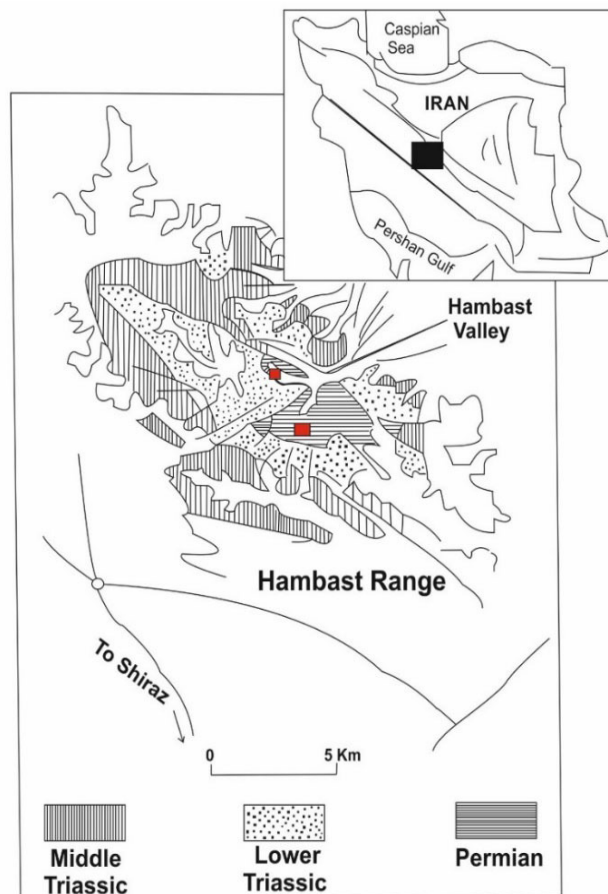 Caspian
Sea
IRAN
Pershan Gulf
Hambast
Valley
Hambast Range
To Shiraz
0 5 Km
Middle
Triassic
Lower
Triassic
Permian